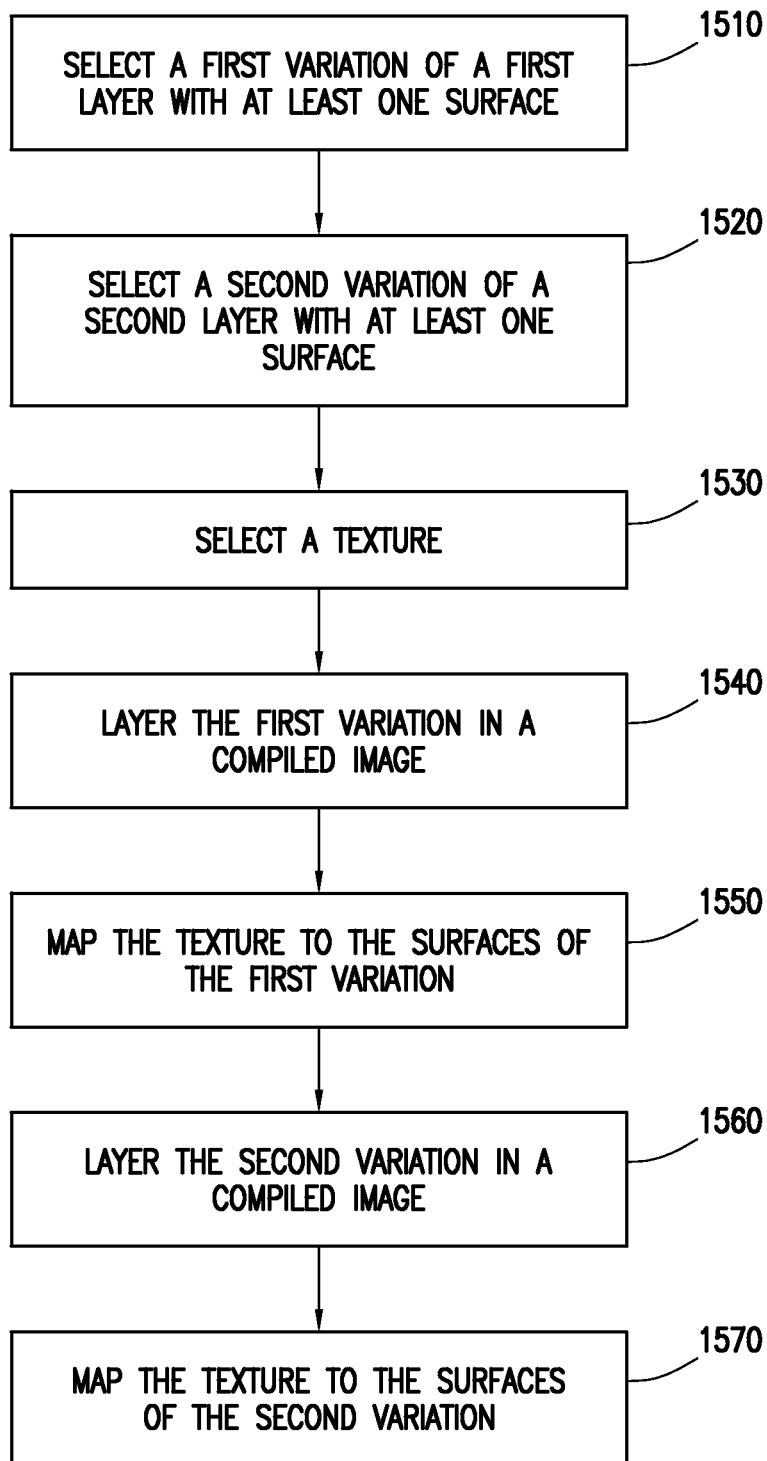 1510
SELECT A FIRST VARIATION OF A FIRST
LAYER WITH AT LEAST ONE SURFACE
1520
SELECT A SECOND VARIATION OF A
SECOND LAYER WITH AT LEAST ONE
SURFACE
1530
SELECT A TEXTURE
1540
LAYER THE FIRST VARIATION IN A
COMPILED IMAGE
1550
MAP THE TEXTURE TO THE SURFACES OF
THE FIRST VARIATION
1560
LAYER THE SECOND VARIATION IN A
COMPILED IMAGE
1570
MAP THE TEXTURE TO THE SURFACES
OF THE SECOND VARIATION